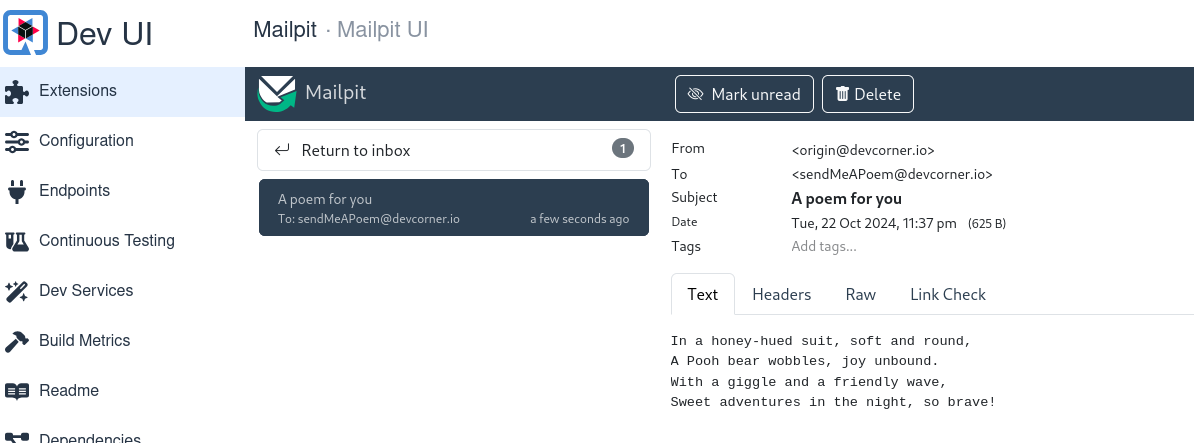 Dev UI
Mailpit · Mailpit UI
Extensions
Configuration
Endpoints
Continuous Testing
Dev Services
Build Metrics
Readme
Dependencies
Mailpit
Mark unread
Delete
Return to inbox
1
A poem for you
To: sendMeAPoem@devcorner.io
a few seconds ago
From <origin@devcorner.io>
To <sendMeAPoem@devcorner.io>
Subject A poem for you
Date Tue, 22 Oct 2024, 11:37 pm (625 B)
Tags Add tags...
Text Headers Raw Link Check
In a honey-hued suit, soft and round,
A Pooh bear wobbles, joy unbound.
With a giggle and a friendly wave,
Sweet adventures in the night, so brave!